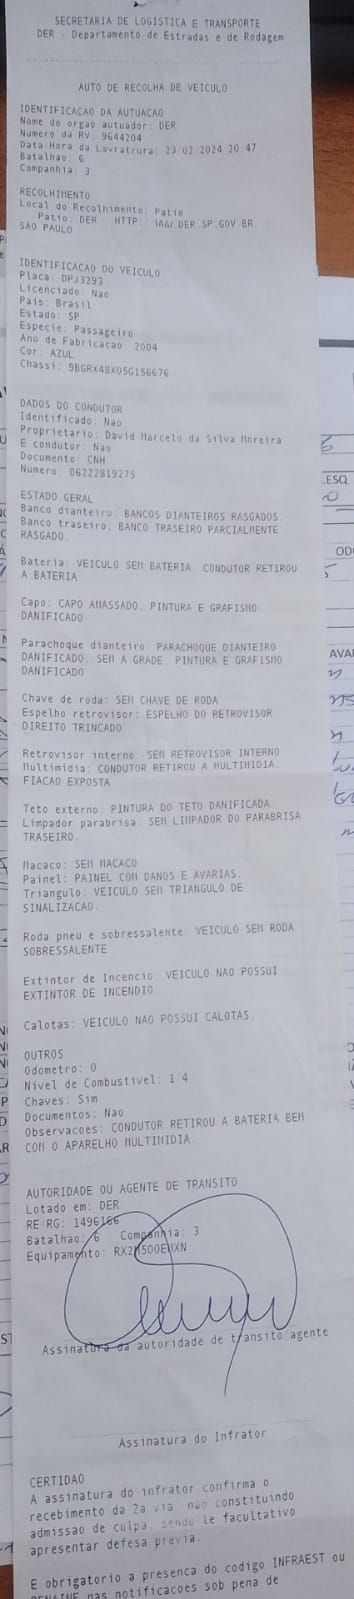 SECRETARIA DE LOGISTICA E TRANSPORTE
DER - Departamento de Estradas e de Rodagem
AUTO DE RECOLHA DE VEICULO
IDENTIFICACAO DA AUTUACAO
Nome do orgao autuador: DER
Numero da RV: 9644204
Data/Hora da Lavratrura: 23/02/2024 20:47
Batalhao: 6
Companhia: 3
RECOLHIMENTO
Local do Recolhimento: Patio
Patio: DER HTTP: DER.SP.GOV.BR
SAO PAULO
IDENTIFICACAO DO VEICULO
Placa: DPJ3293
Licenciado: Nao
Pais: Brasil
Estado: SP
Especie: Passageiro
Ano de Fabricacao: 2004
Cor: AZUL
Chassi: 9BGRX48X05G156676
DADOS DO CONDUTOR
Identificado: Nao
Proprietario: David Marcelo da Silva Moreira
E condutor: Nao
Documento: CNH
Numero: 06222819275
ESTADO GERAL
Banco dianteiro: BANCOS DIANTEIROS RASGADOS.
Banco traseiro: BANCO TRASEIRO PARCIALMENTE
RASGADO.
Bateria: VEICULO SEM BATERIA. CONDUTOR RETIROU
A BATERIA
Capo: CAPO AMASSADO. PINTURA E GRAFISMO
DANIFICADO
Parachoque dianteiro: PARACHOQUE DIANTEIRO
DANIFICADO. SEM A GRADE. PINTURA E GRAFISMO
DANIFICADO
Chave de roda: SEM CHAVE DE RODA
Espelho retrovisor: ESPELHO DO RETROVISOR
DIREITO TRINCADO
Retrovisor interno: SEM RETROVISOR INTERNO
Multimidia: CONDUTOR RETIROU A MULTIMIDIA.
FIACAO EXPOSTA
Teto externo: PINTURA DO TETO DANIFICADA
Limpador parabrisa: SEM LIMPADOR DO PARABRISA
TRASEIRO.
Macaco: SEM MACACO
Painel: PAINEL COM DANOS E AVARIAS.
Triangulo: VEICULO SEM TRIANGULO DE
SINALIZACAO.
Roda pneu e sobressalente: VEICULO SEM RODA
SOBRESSALENTE
Extintor de Incencio: VEICULO NAO POSSUI
EXTINTOR DE INCENDIO.
Calotas: VEICULO NAO POSSUI CALOTAS.
OUTROS
Odometro: 0
Nivel de Combustivel: 1/4
Chaves: Sim
Documentos: Nao
Observacoes: CONDUTOR RETIROU A BATERIA BEM
COM O APARELHO MULTIMIDIA.
AUTORIDADE OU AGENTE DE TRANSITO
Lotado em: DER
RE/RG: 1496166
Batalhao: 6 Companhia: 3
Equipamento:
Assinatura da autoridade de transito agente
Assinatura do Infrator
CERTIDAO
A assinatura do infrator confirma o
recebimento da 2a via, nao constituindo
admissao de culpa, sendo-le facultativo
apresentar defesa previa.
E obrigatorio a presenca do codigo INFRAEST ou
nas notificacoes sob pena de
.ESQ
OD
AVA